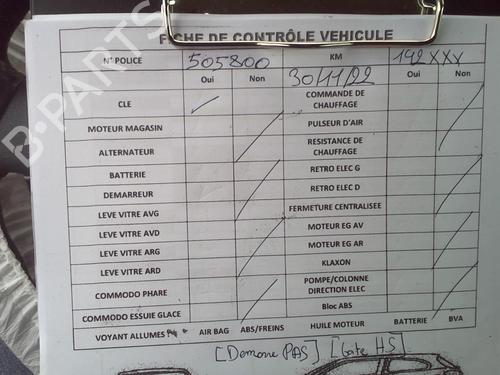 FICHE DE CONTRÔLE VEHICULE
N° POLICE 505800 KM 142XXX
Oui Non 30/11/22 Oui Non
CLE COMMANDE DE CHAUFFAGE
MOTEUR MAGASIN PULSEUR D'AIR
ALTERNATEUR RESISTANCE DE CHAUFFAGE
BATTERIE RETRO ELEC G
DEMARREUR RETRO ELEC D
LEVE VITRE AVG FERMETURE CENTRALISEE
LEVE VITRE AVD MOTEUR EG AV
LEVE VITRE ARG MOTEUR EG AR
LEVE VITRE ARD KLAXON
COMMODO PHARE POMPE/COLONNE DIRECTION ELEC
COMMODO ESSUIE GLACE Bloc ABS
VOYANT ALLUMES AIR BAG ABS/FREINS HUILE MOTEUR BATTERIE BVA
[Demarre PAS] [boite HS]
B-PARTS